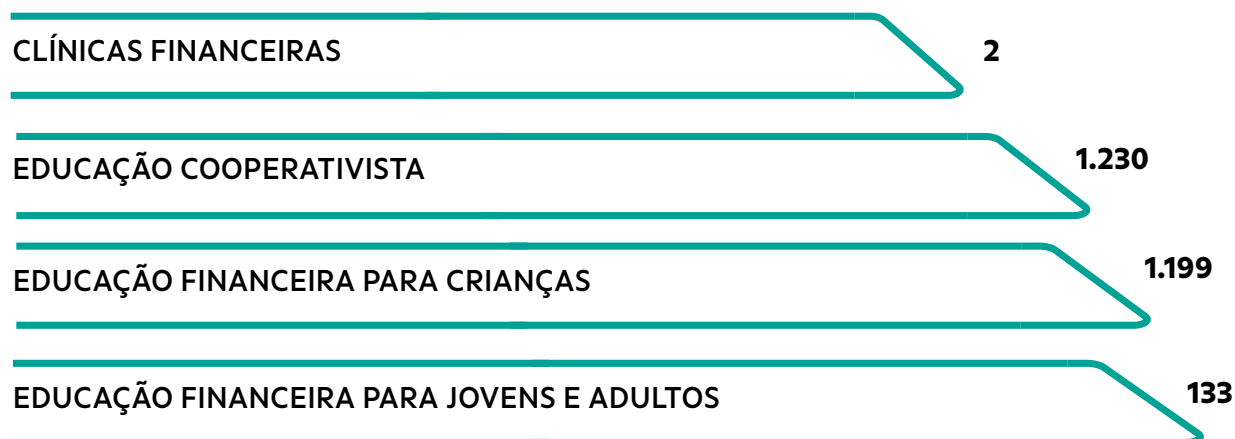 CLÍNICAS FINANCEIRAS 2
EDUCAÇÃO COOPERATIVISTA 1.230
EDUCAÇÃO FINANCEIRA PARA CRIANÇAS 1.199
EDUCAÇÃO FINANCEIRA PARA JOVENS E ADULTOS 133